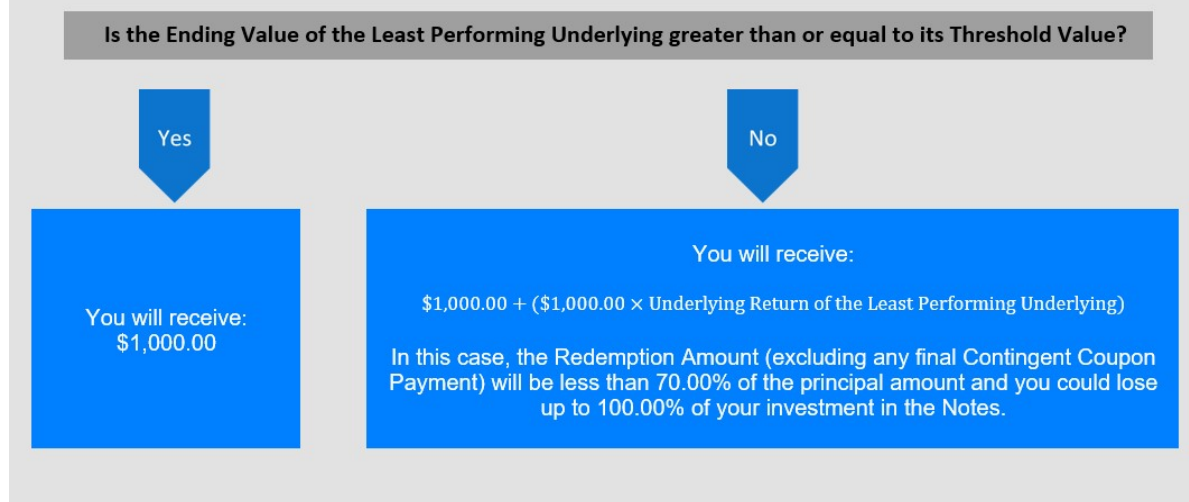 Is the Ending Value of the Least Performing Underlying greater than or equal to its Threshold Value?
Yes
No
You will receive:
$1,000.00
You will receive:
$1,000.00 + ($1,000.00 × Underlying Return of the Least Performing Underlying)
In this case, the Redemption Amount (excluding any final Contingent Coupon
Payment) will be less than 70.00% of the principal amount and you could lose
up to 100.00% of your investment in the Notes.